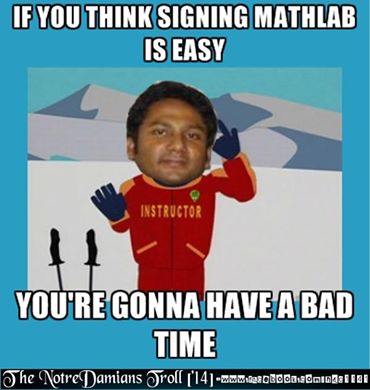 IF YOU THINK SIGNING MATHLAB
IS EASY
INSTRUCTOR
YOU'RE GONNA HAVE A BAD
TIME
The NotreDamians Troll ['14]